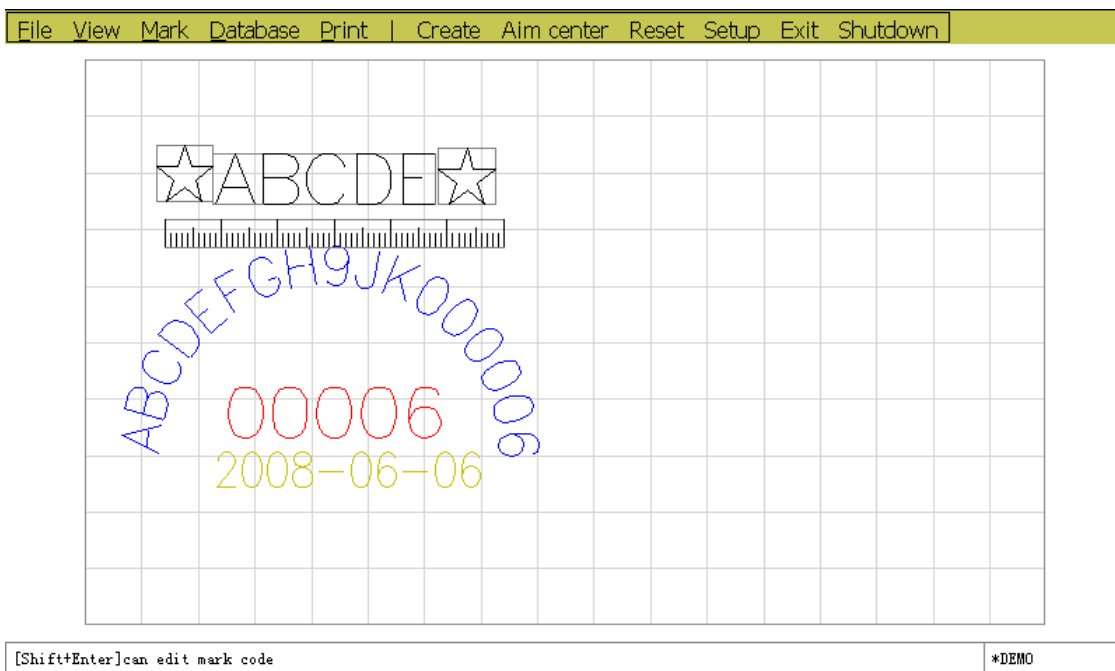 File View Mark Database Print | Create Aim center Reset Setup Exit Shutdown
☆ABCDE☆
ABCDEFGH9JK000006
00006
2008-06-06
[Shift+Enter]can edit mark code *DEMO